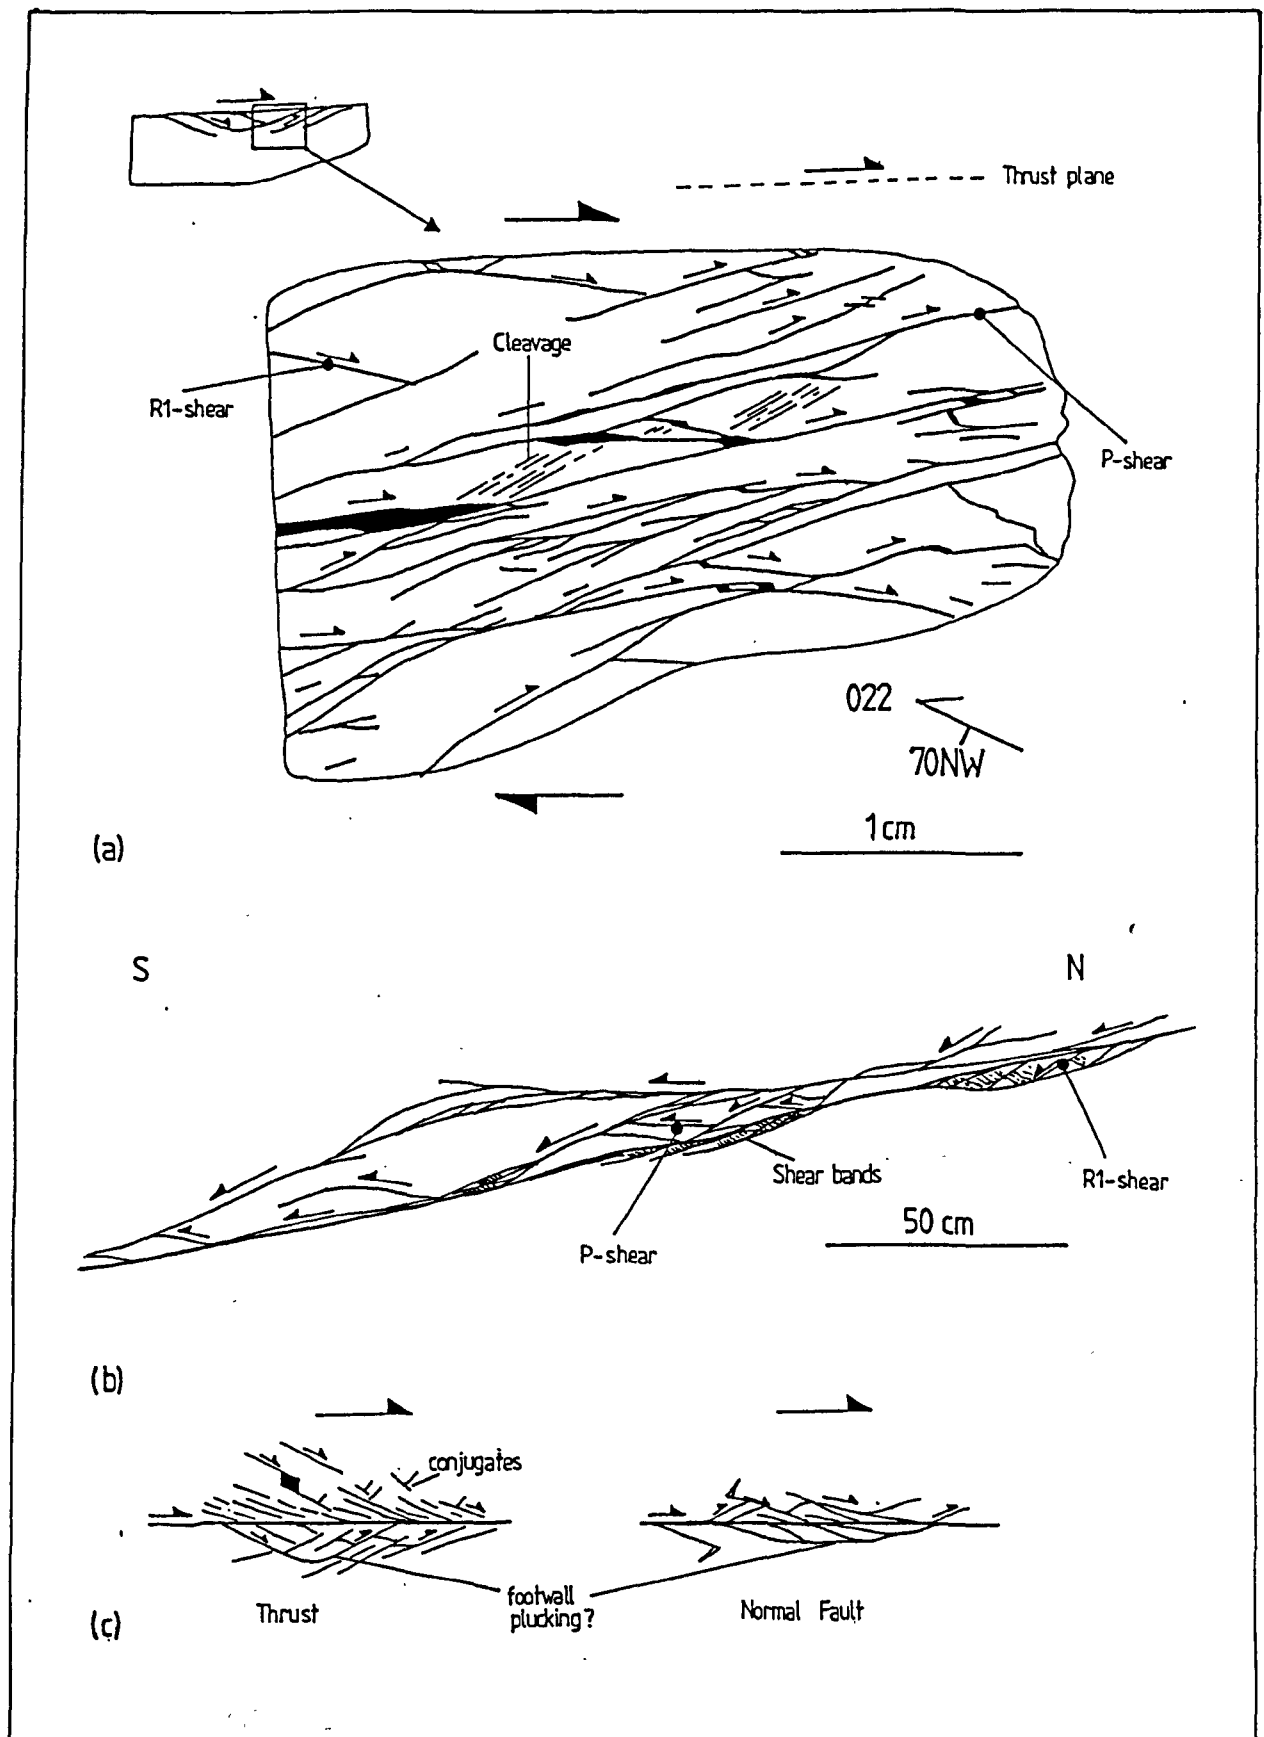 Thrust plane
Cleavage
R1-shear
P-shear
022
70NW
1cm
(a)
S
N
Shear bands
R1-shear
50 cm
P-shear
(b)
conjugates
footwall
plucking?
Thrust
Normal Fault
(c)